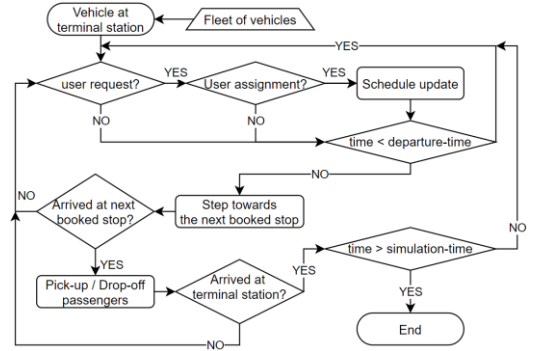 Vehicle at
terminal station
Fleet of vehicles
YES
user request?
YES
User assignment?
YES
Schedule update
NO
NO
time < departure-time
NO
NO
Arrived at next
booked stop?
Step towards
the next booked stop
NO
time > simulation-time
YES
Pick-up / Drop-off
passengers
Arrived at
terminal station?
YES
YES
NO
End